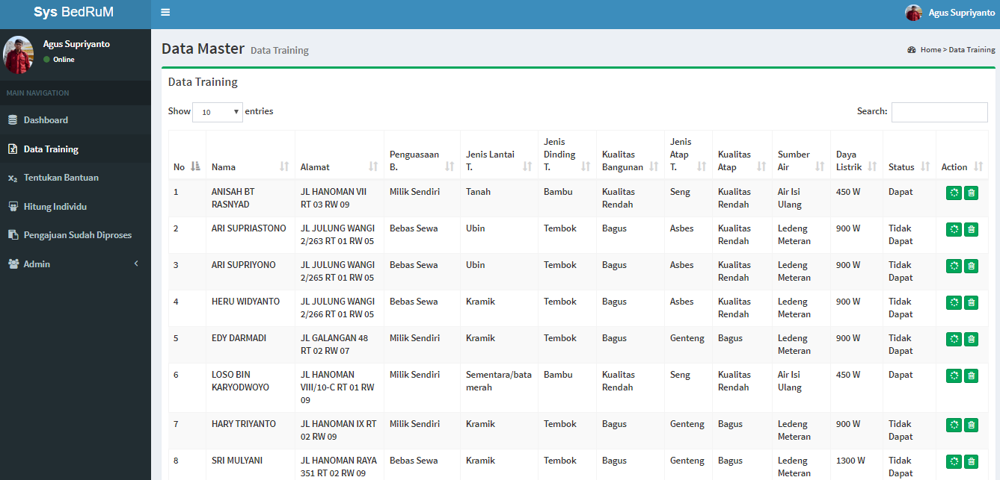 Sys BedRuM
Agus Supriyanto
Agus Supriyanto
Online
MAIN NAVIGATION
Dashboard
Data Training
Tentukan Bantuan
Hitung Individu
Pengajuan Sudah Diproses
Admin
Data Master Data Training
Home > Data Training
Data Training
Show 10 entries
Search:
No Nama Alamat Penguasaan B. Jenis Lantai T. Jenis Dinding T. Kualitas Bangunan Jenis Atap T. Kualitas Atap Sumber Air Daya Listrik Status Action
1 ANISAH BT RASNYAD JL HANOMAN VII RT 03 RW 09 Milik Sendiri Tanah Bambu Kualitas Rendah Seng Kualitas Rendah Air Isi Ulang 450 W Dapat
2 ARI SUPRIASTONO JL JULUNG WANGI 2/263 RT 01 RW 05 Bebas Sewa Ubin Tembok Bagus Asbes Kualitas Rendah Ledeng Meteran 900 W Tidak Dapat
3 ARI SUPRIYONO JL JULUNG WANGI 2/265 RT 01 RW 05 Bebas Sewa Ubin Tembok Bagus Asbes Kualitas Rendah Ledeng Meteran 900 W Tidak Dapat
4 HERU WIDYANTO JL JULUNG WANGI 2/266 RT 01 RW 05 Bebas Sewa Kramik Tembok Bagus Asbes Kualitas Rendah Ledeng Meteran 900 W Tidak Dapat
5 EDY DARMADI JL GALANGAN 48 RT 02 RW 07 Milik Sendiri Kramik Tembok Bagus Genteng Bagus Ledeng Meteran 900 W Tidak Dapat
6 LOSO BIN KARYODWOYO JL HANOMAN VIII/10-C RT 01 RW 09 Milik Sendiri Sementara/bata merah Bambu Kualitas Rendah Seng Kualitas Rendah Air Isi Ulang 450 W Dapat
7 HARY TRIYANTO JL HANOMAN IX RT 02 RW 09 Milik Sendiri Kramik Tembok Bagus Genteng Bagus Ledeng Meteran 900 W Tidak Dapat
8 SRI MULYANI JL HANOMAN RAYA 351 RT 02 RW 09 Bebas Sewa Kramik Tembok Bagus Genteng Bagus Ledeng Meteran 1300 W Tidak Dapat